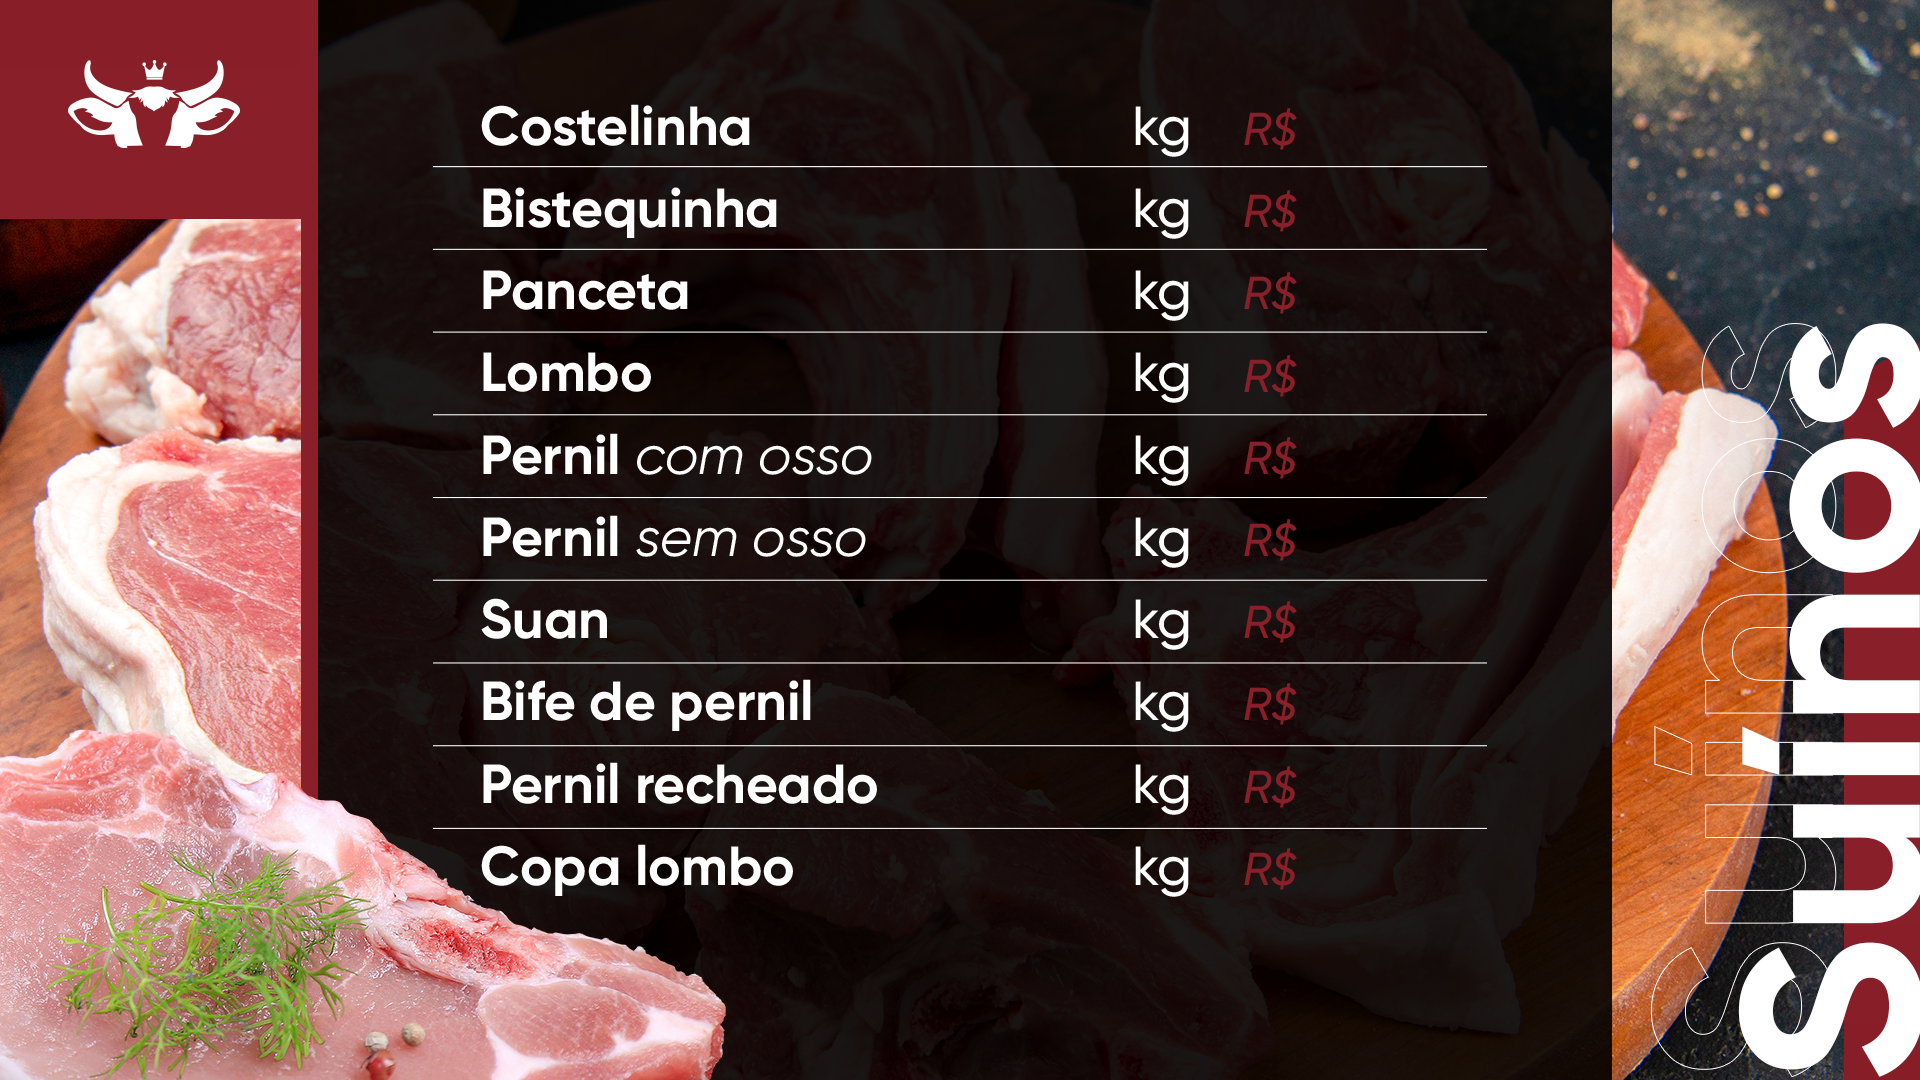 Costelinha kg R$
Bistequinha kg R$
Panceta kg R$
Lombo kg R$
Pernil com osso kg R$
Pernil sem osso kg R$
Suan kg R$
Bife de pernil kg R$
Pernil recheado kg R$
Copa lombo kg R$
Suínos
Suínos